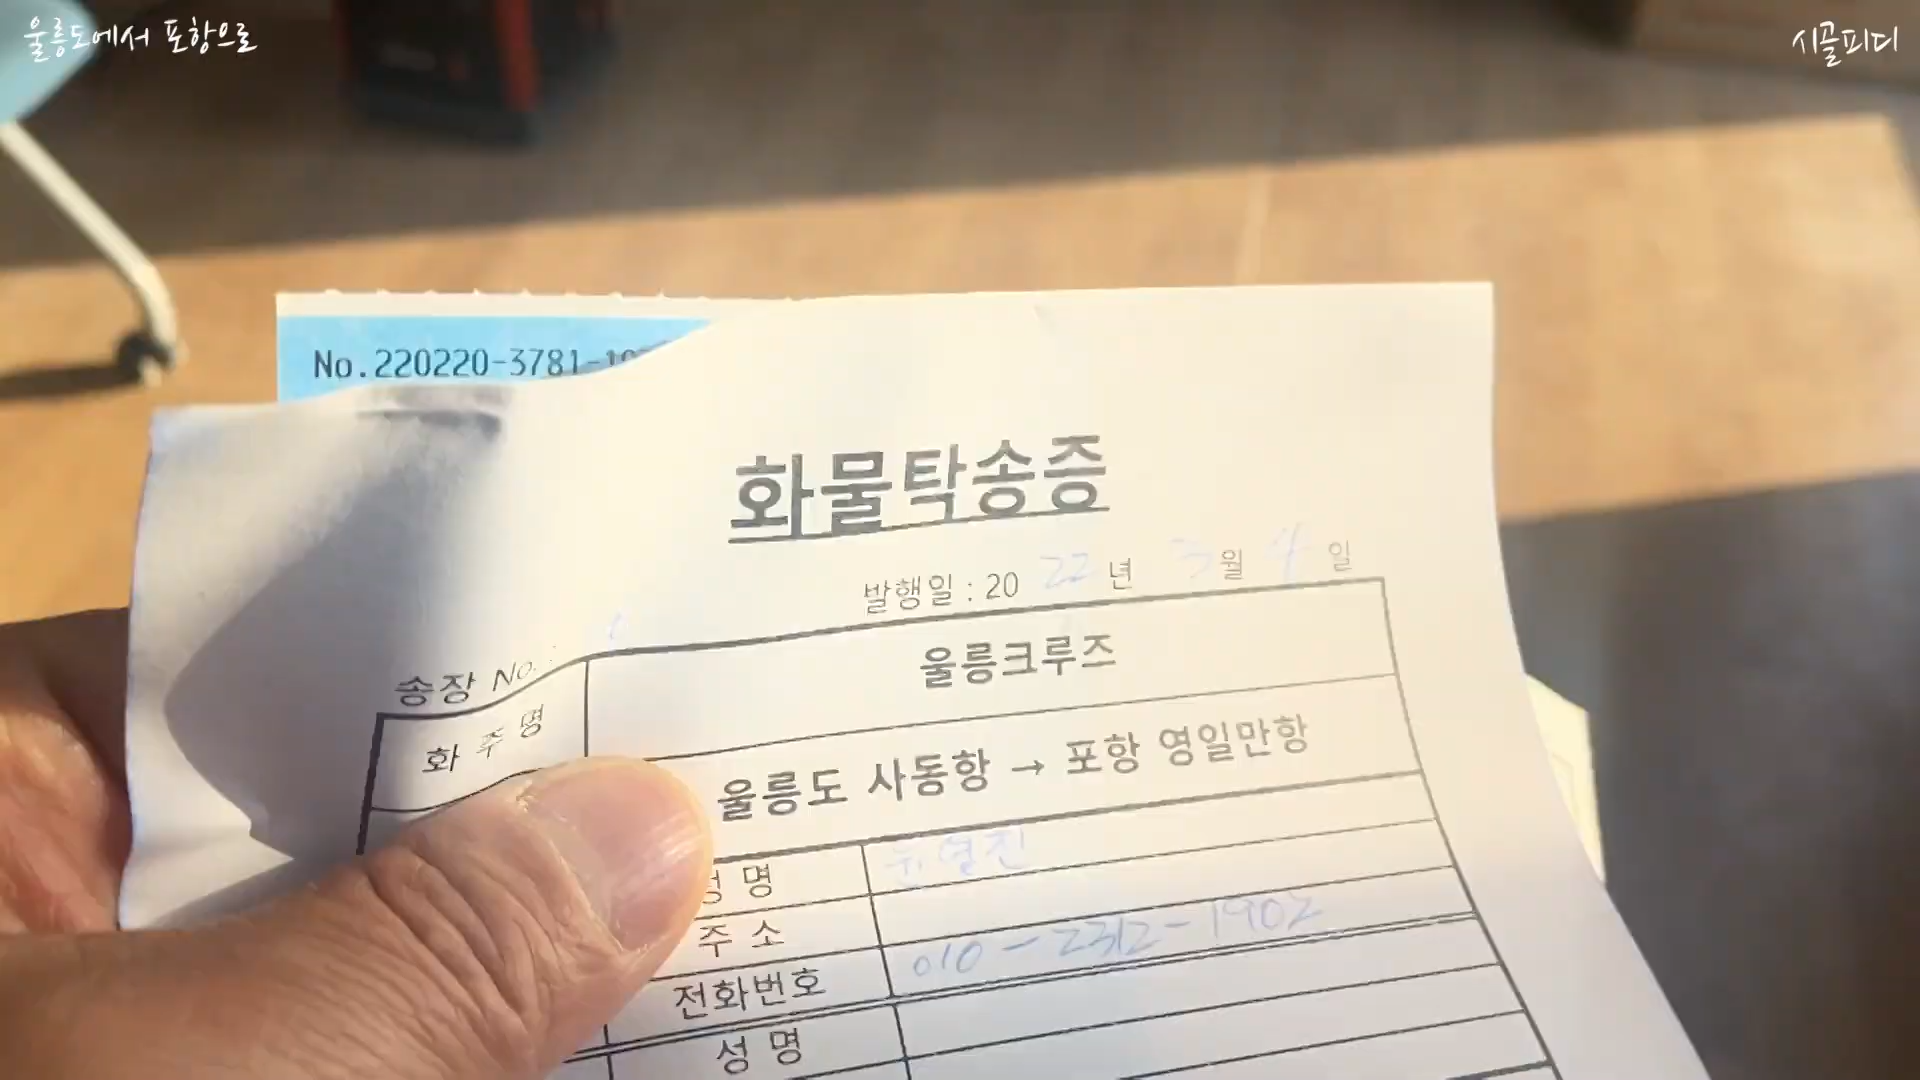 울릉도에서 포항으로
시골피디
No.220220-3781-
화물탁송증
발행일 : 20 22 년 3 월 4 일
송장 No. :
화 주 명
울릉크루즈
울릉도 사동항 → 포항 영일만항
성 명
주 소
전화번호 010-2312-1902
성 명